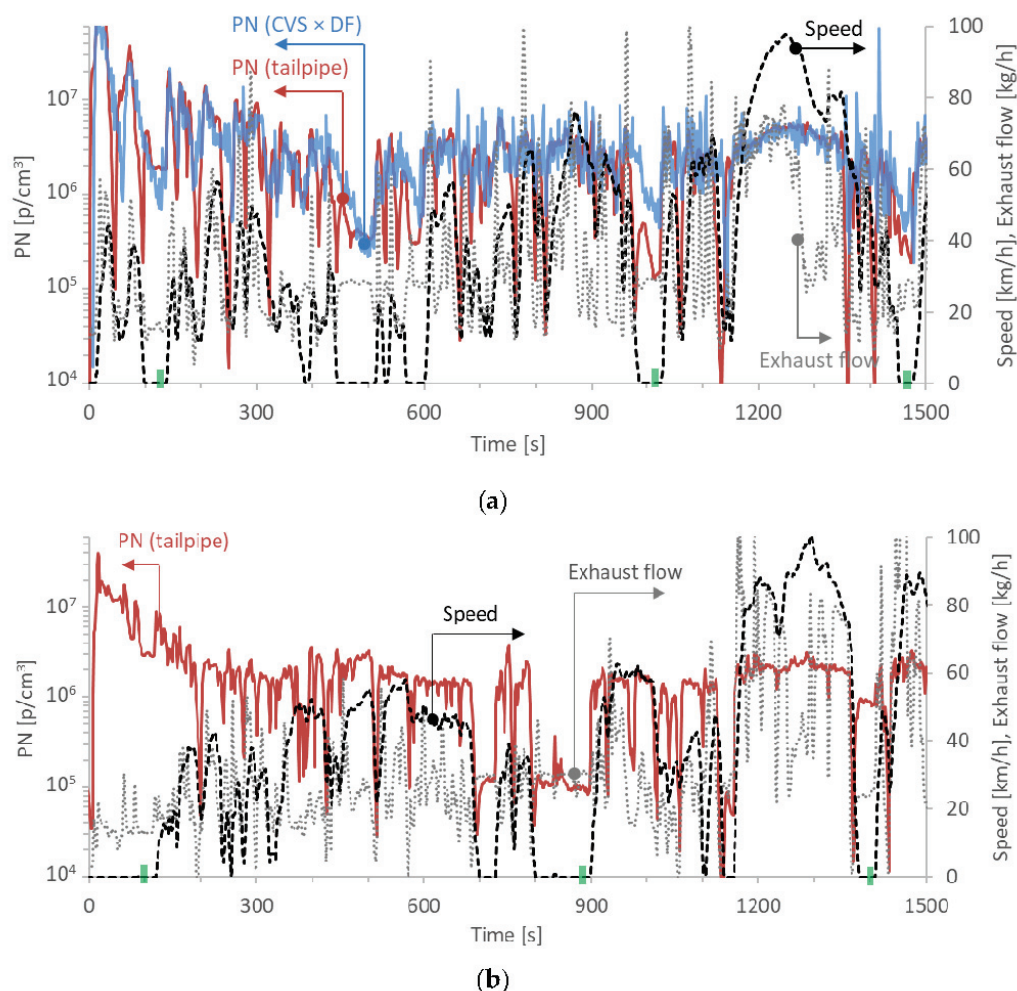 PN (CVS × DF)
PN (tailpipe)
Speed
Exhaust flow
PN [p/cm³]
10⁷
10⁶
10⁵
10⁴
Speed [km/h], Exhaust flow [kg/h]
100
80
60
40
20
0
0 300 600 900 1200 1500
Time [s]
(a)
PN (tailpipe)
Exhaust flow
Speed
PN [p/cm³]
10⁷
10⁶
10⁵
10⁴
Speed [km/h], Exhaust flow [kg/h]
100
80
60
40
20
0
0 300 600 900 1200 1500
Time [s]
(b)